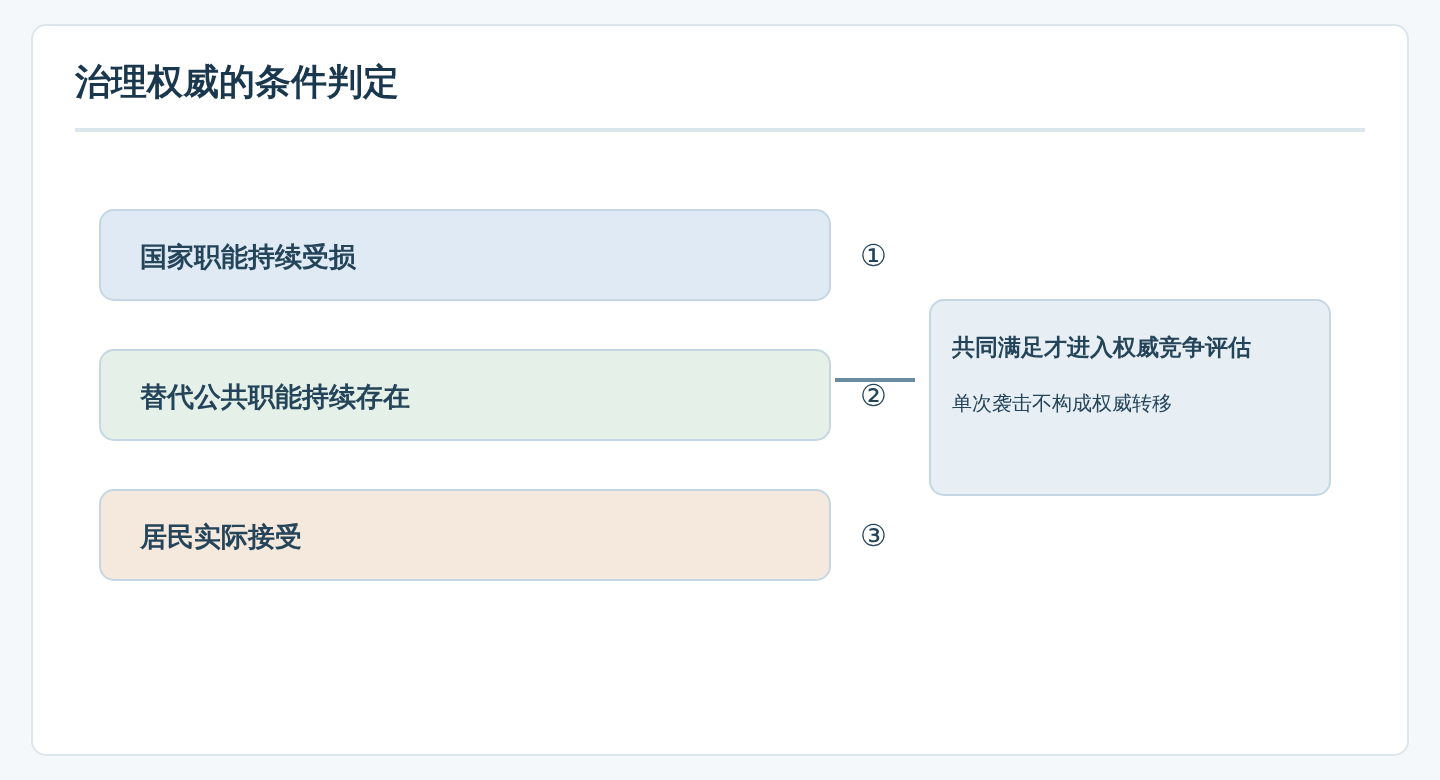 治理权威的条件判定
国家职能持续受损
①
替代公共职能持续存在
②
居民实际接受
③
共同满足才进入权威竞争评估
单次袭击不构成权威转移